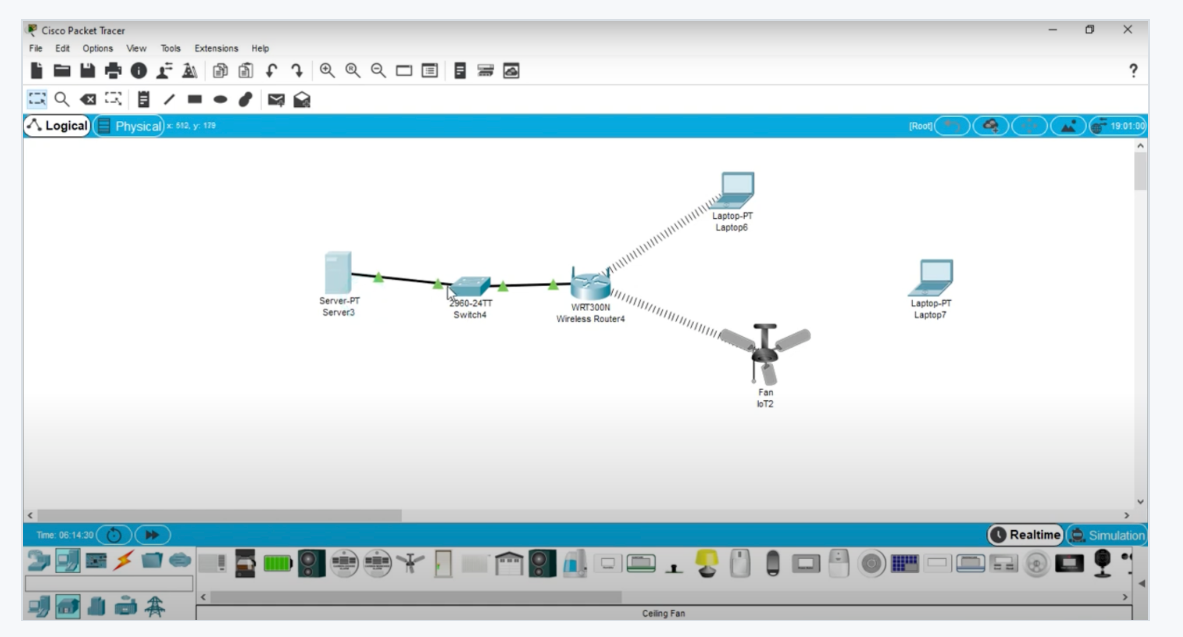 Cisco Packet Tracer
File Edit Options View Tools Extensions Help
?
Logical Physical x: 512, y: 179 [Root] 19:01:00
Laptop-PT
Laptop6
Server-PT
Server3
2960-24TT
Switch4
WRT300N
Wireless Router4
Laptop-PT
Laptop7
Fan
IoT2
Time: 06:14:30 Realtime Simulation
Ceiling Fan